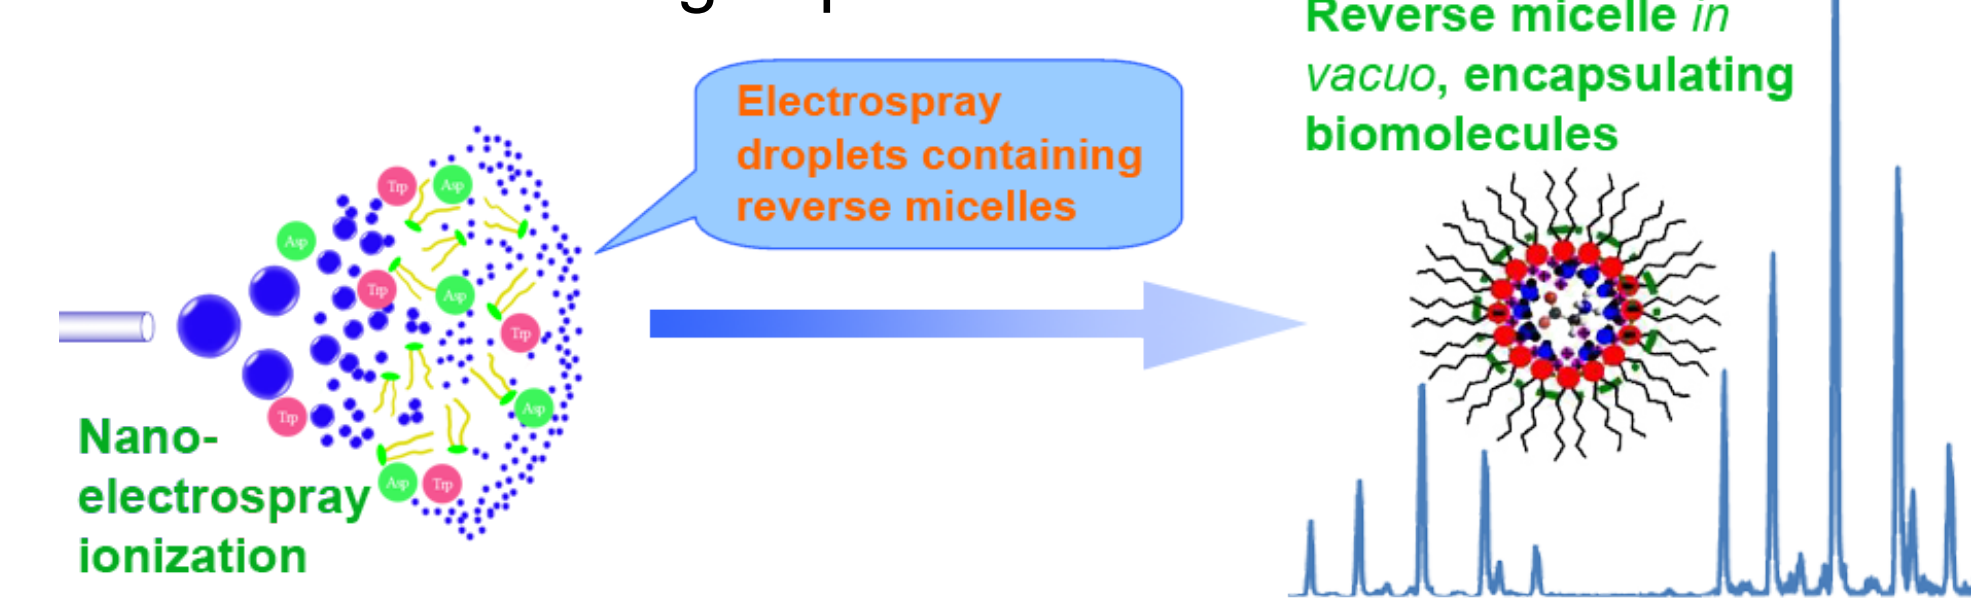 Reverse micelle in
vacuo, encapsulating
biomolecules
Electrospray
droplets containing
reverse micelles
Trp
Asp
Asp
Trp
Asp
Trp
Asp
Trp
Asp
Trp
Nano-
electrospray
ionization